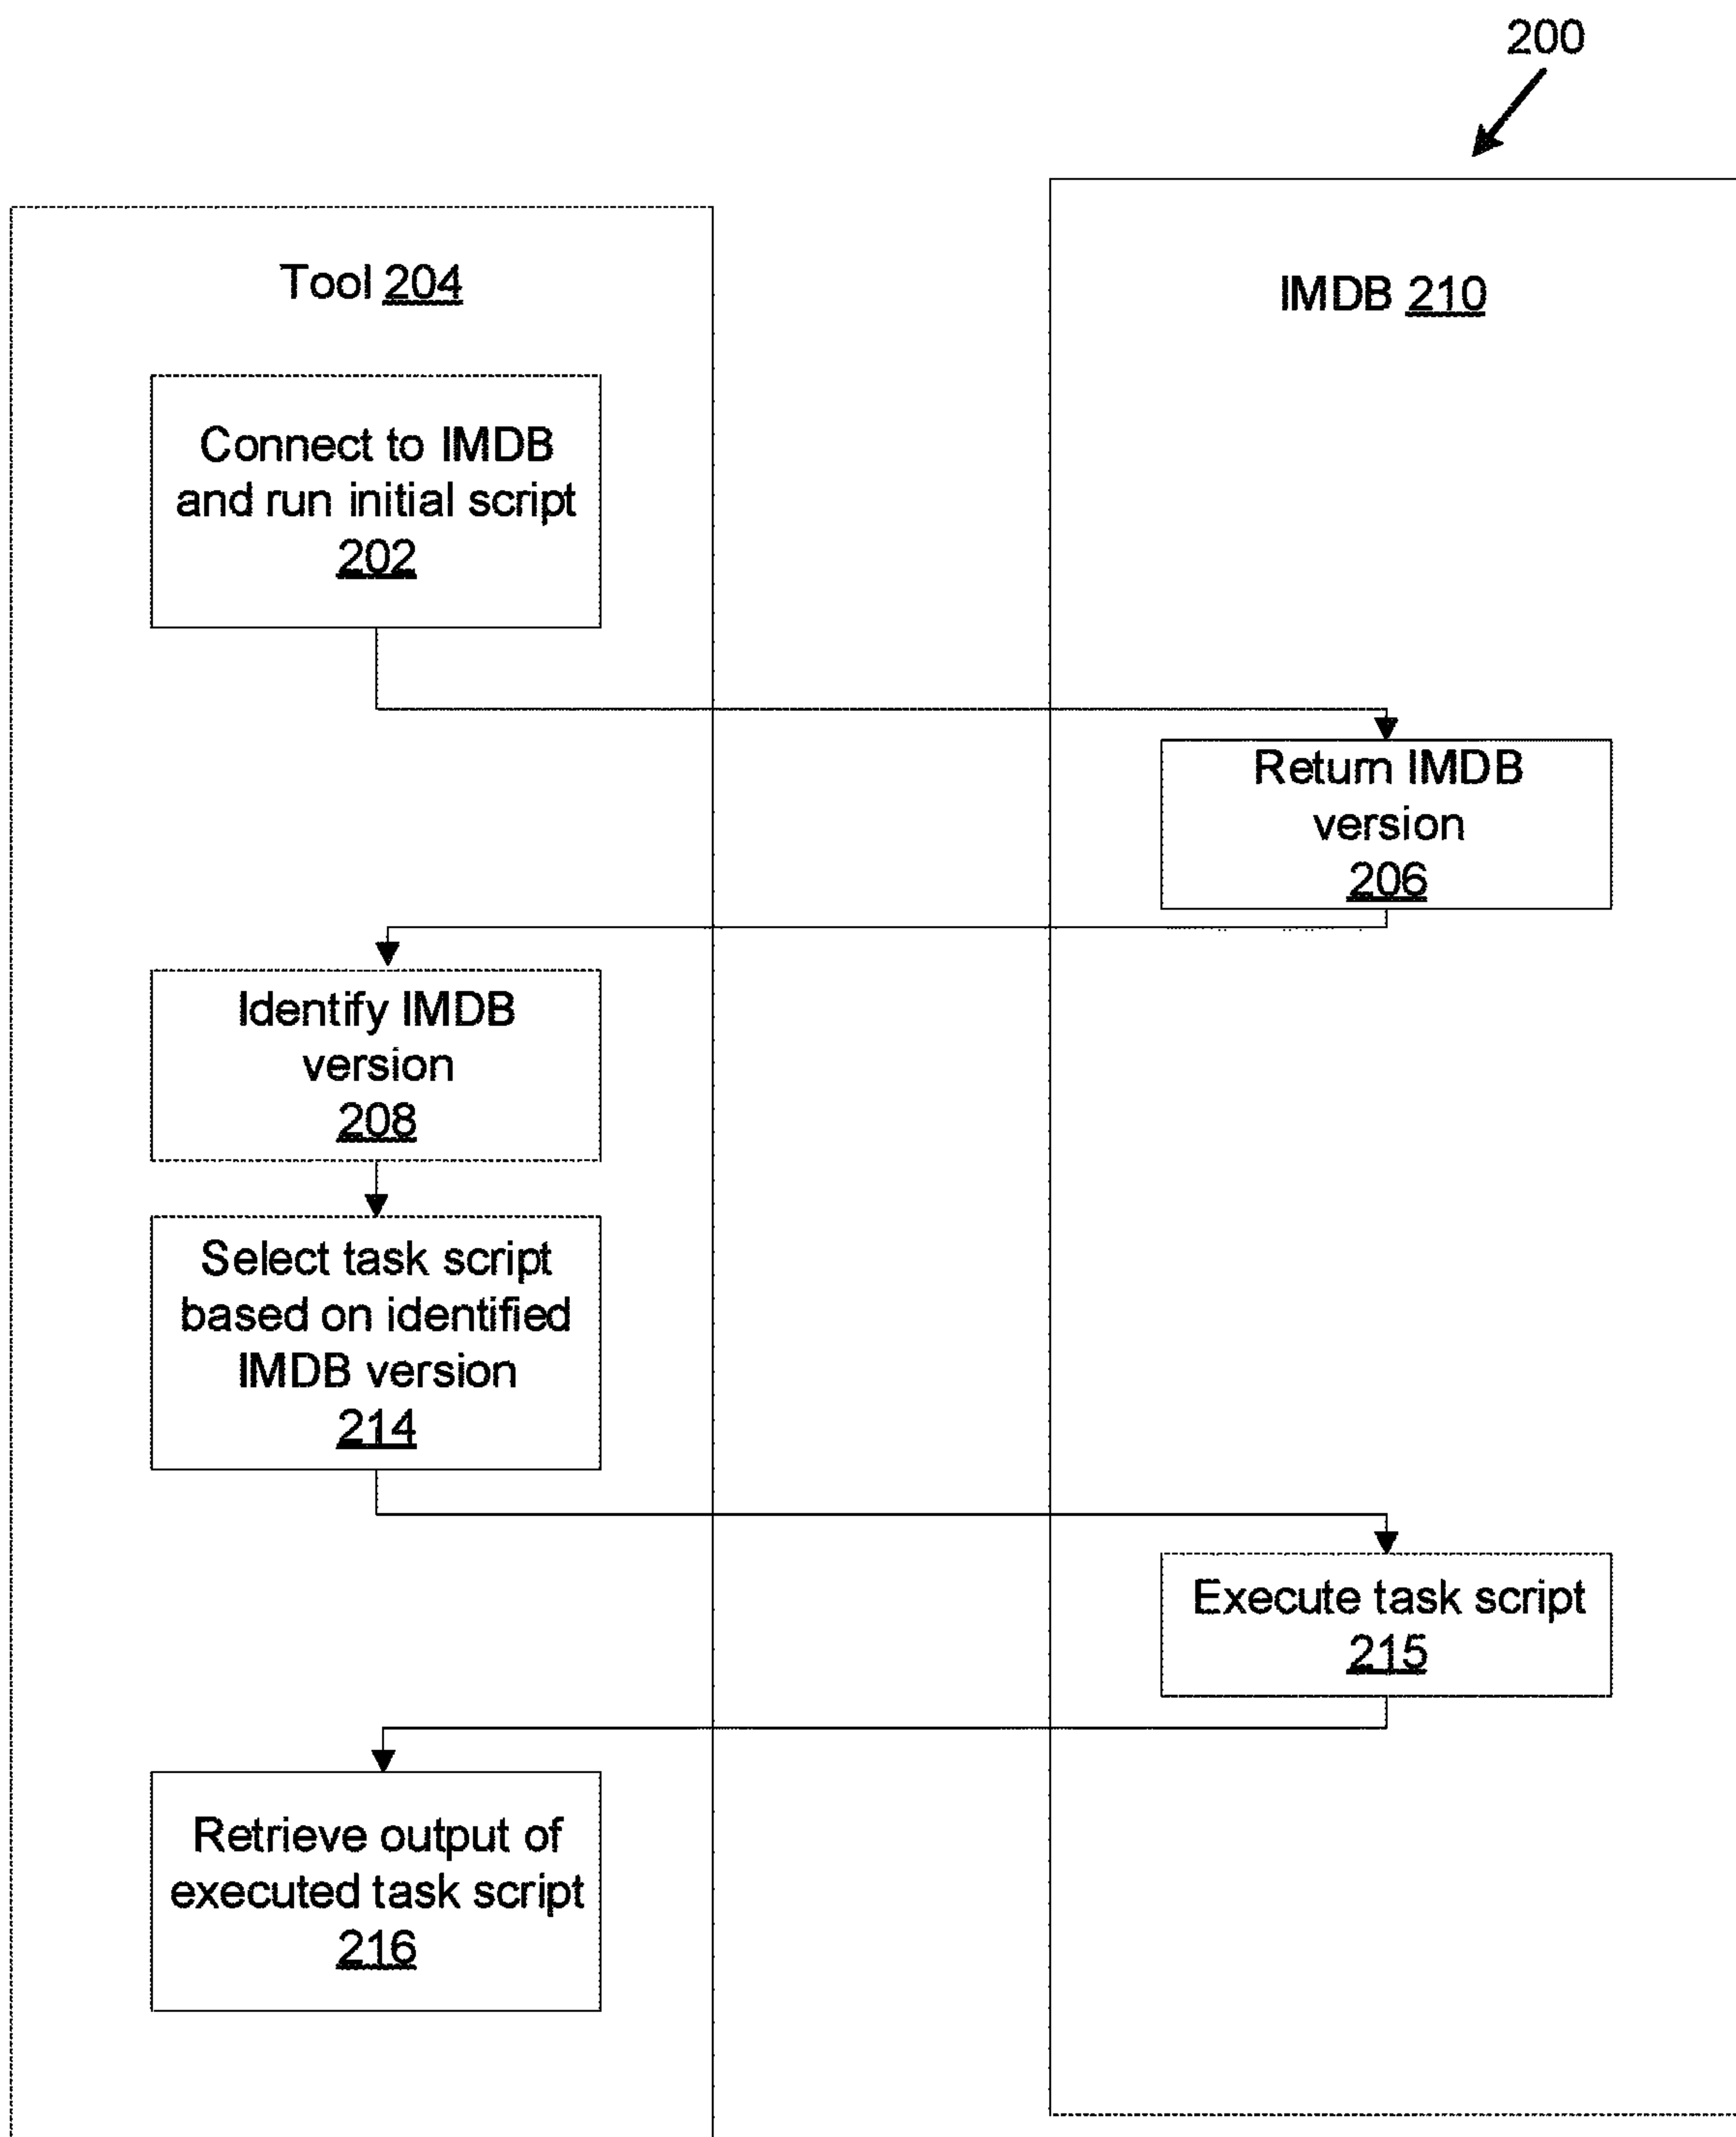 200
Tool 204
IMDB 210
Connect to IMDB
and run initial script
202
Return IMDB
version
206
Identify IMDB
version
208
Select task script
based on identified
IMDB version
214
Execute task script
215
Retrieve output of
executed task script
216